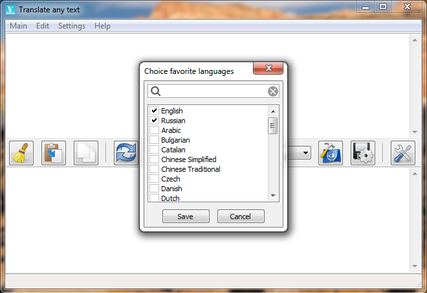 Translate any text
Main Edit Settings Help
Choice favorite languages
English
Russian
Arabic
Bulgarian
Catalan
Chinese Simplified
Chinese Traditional
Czech
Danish
Dutch
Save Cancel